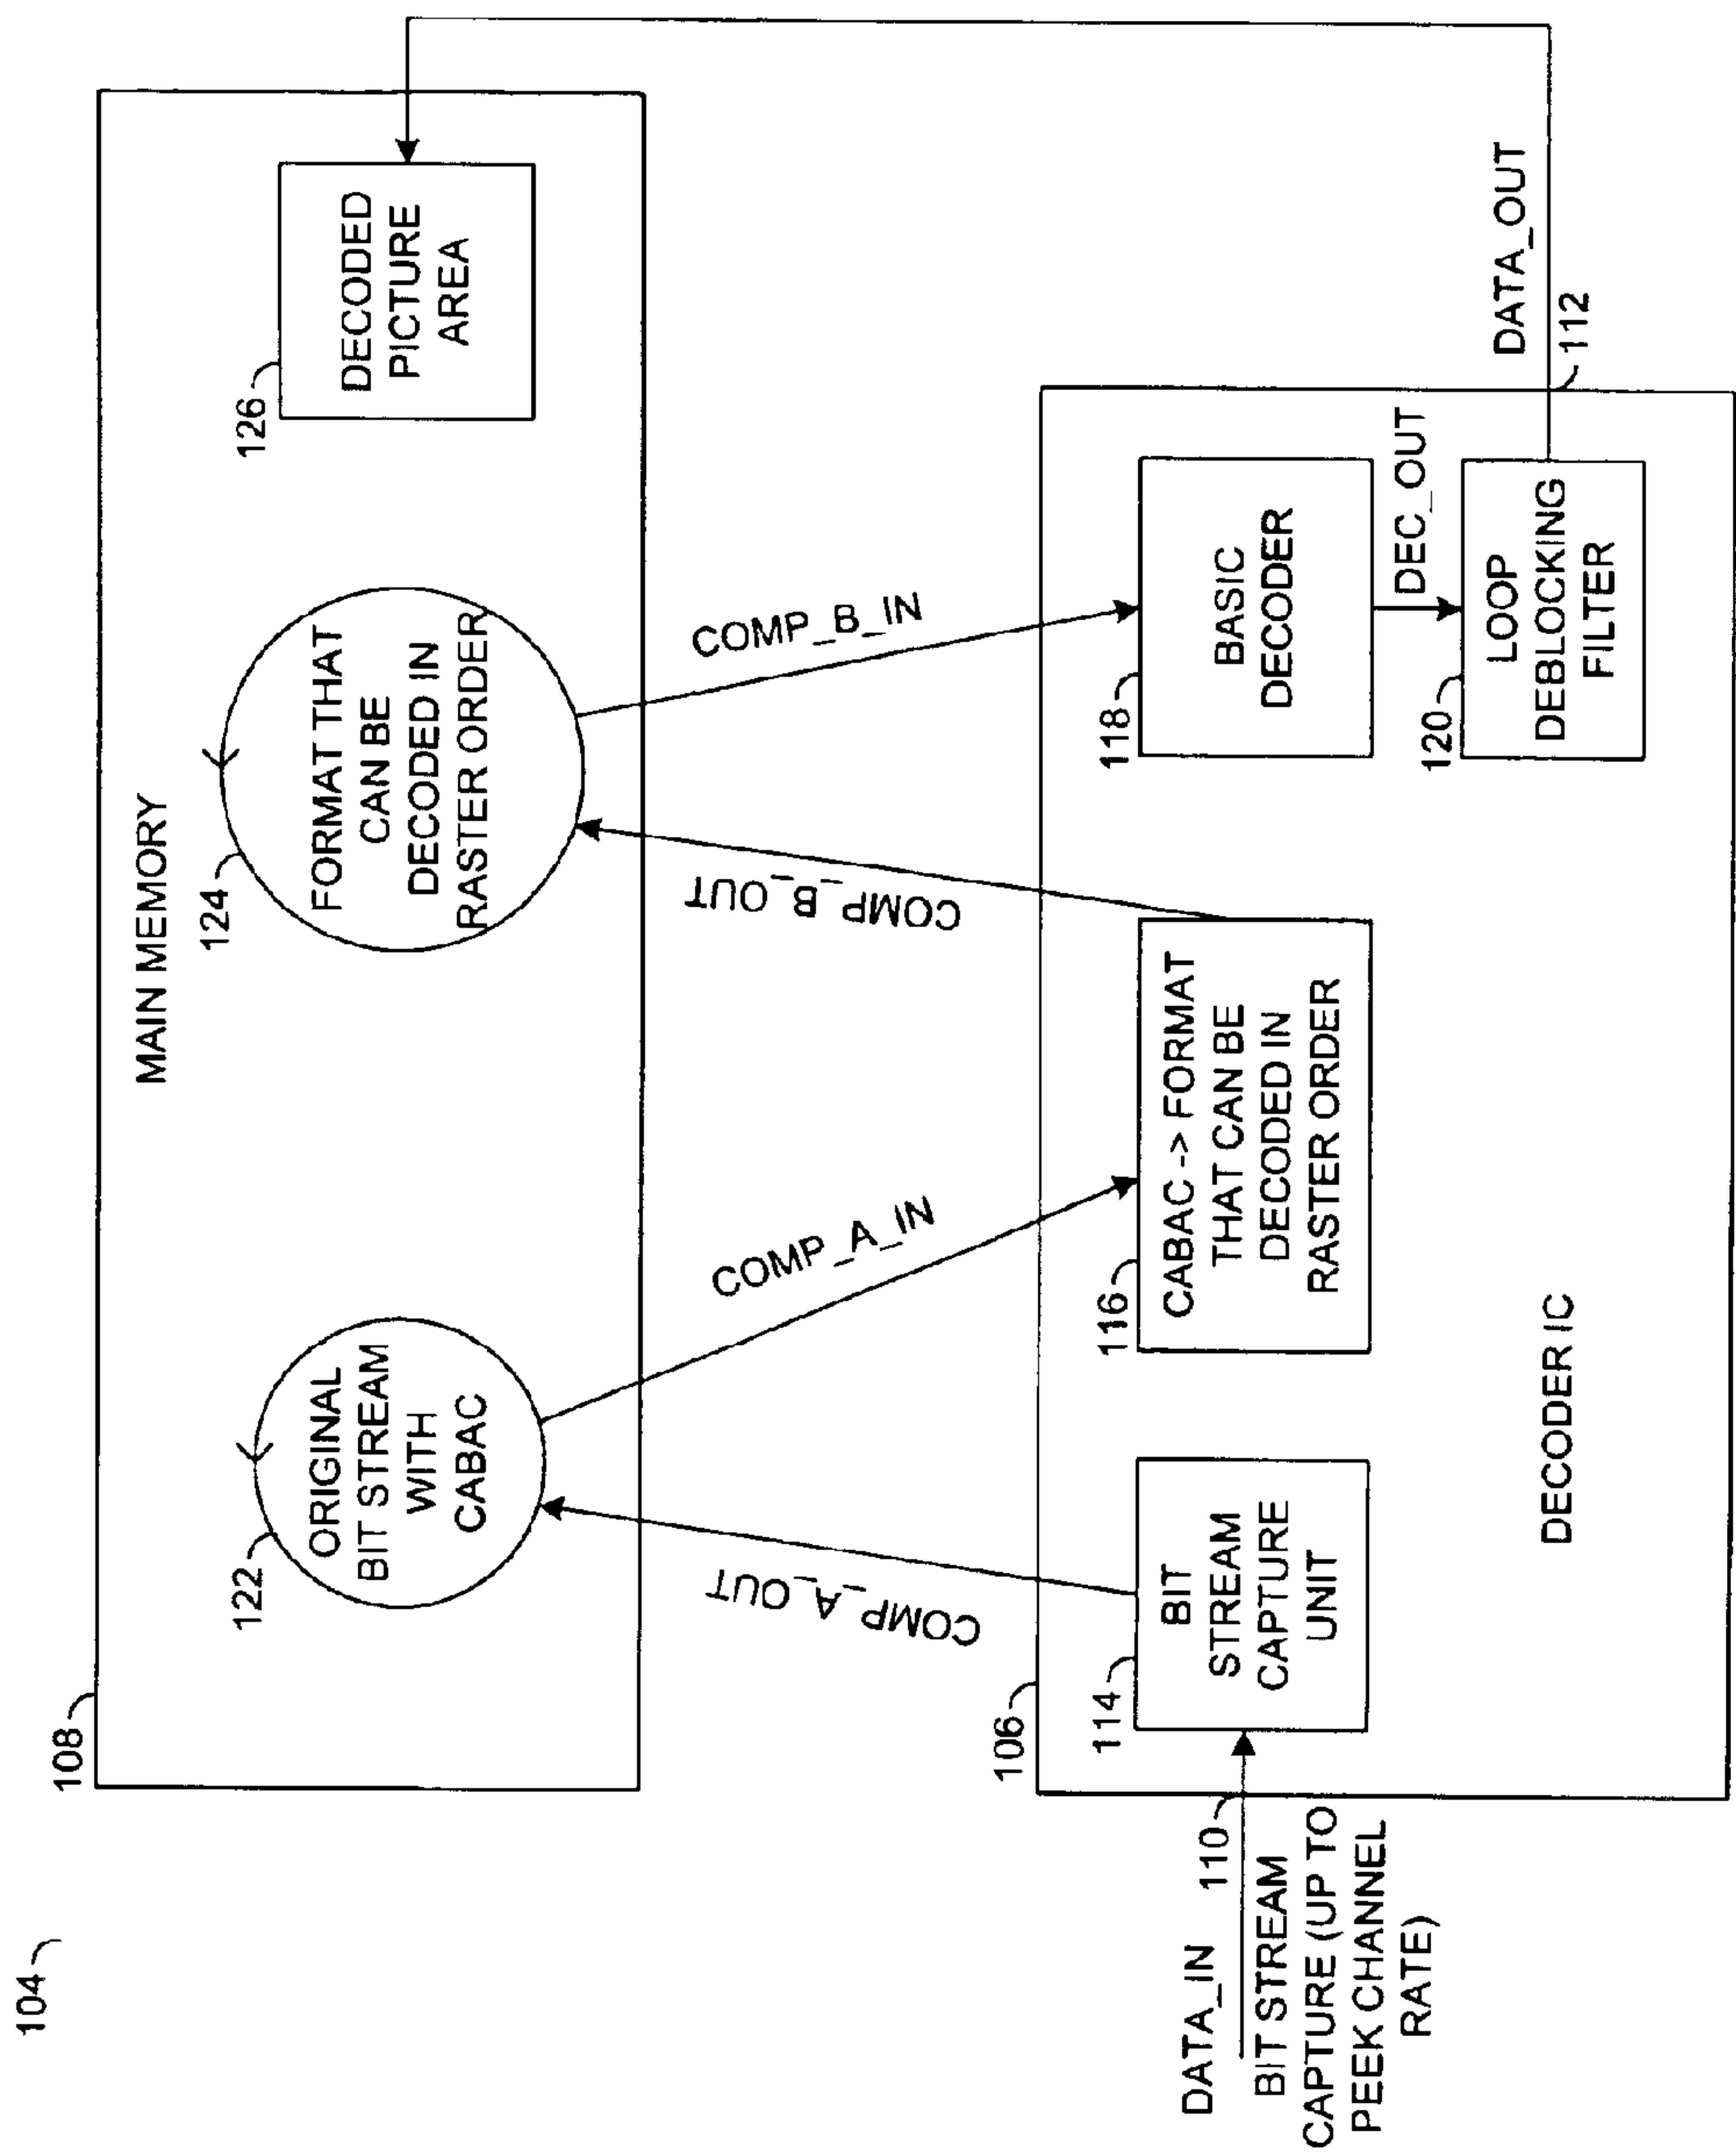 104
108
MAIN MEMORY
122
ORIGINAL
BIT STREAM
WITH
CABAC
124
FORMAT THAT
CAN BE
DECODED IN
RASTER ORDER
126
DECODED
PICTURE
AREA
COMP_A_OUT
COMP_A_IN
COMP_B_OUT
COMP_B_IN
106
DATA_IN
110
BIT STREAM
CAPTURE (UP TO
PEEK CHANNEL
RATE)
114
BIT
STREAM
CAPTURE
UNIT
116
CABAC -> FORMAT
THAT CAN BE
DECODED IN
RASTER ORDER
118
BASIC
DECODER
DEC_OUT
120
LOOP
DEBLOCKING
FILTER
DATA_OUT
112
DECODER IC